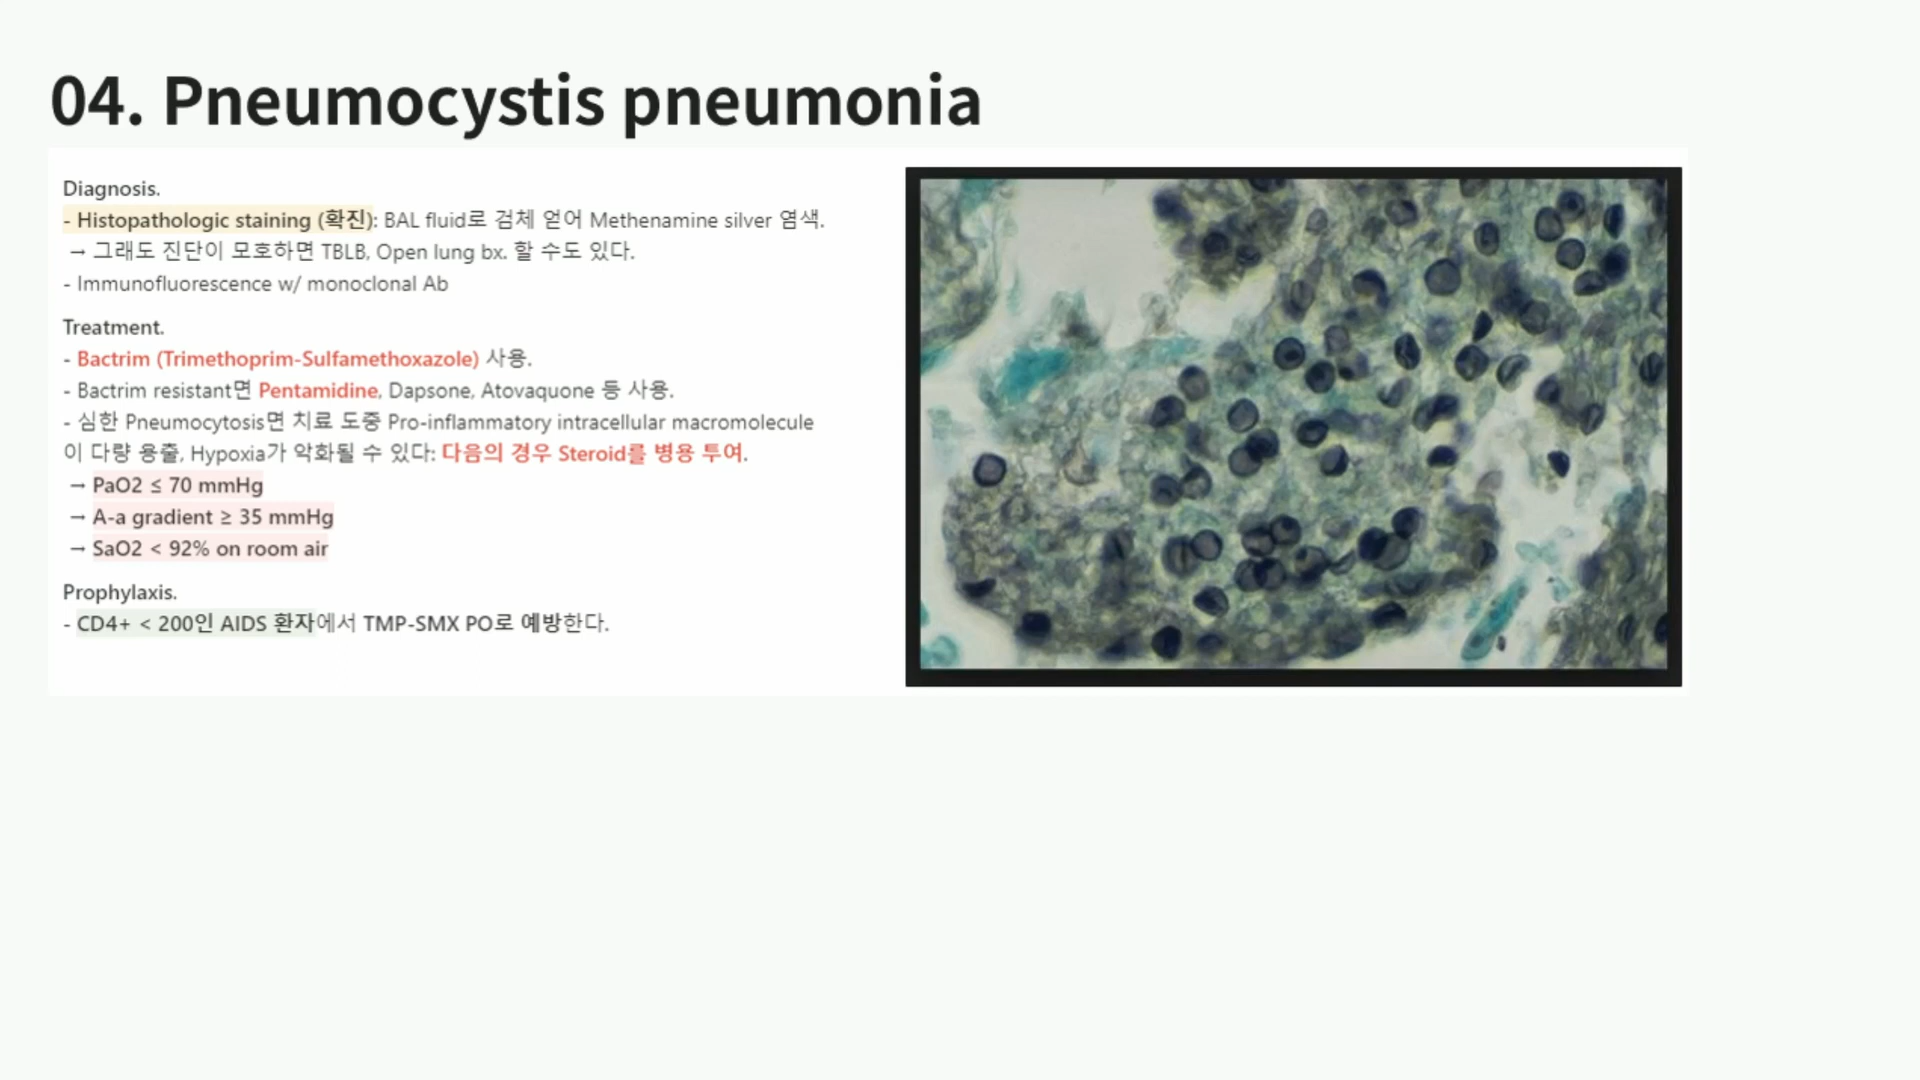 04. Pneumocystis pneumonia
Diagnosis.
- Histopathologic staining (확진): BAL fluid로 검체 얻어 Methenamine silver 염색.
→ 그래도 진단이 모호하면 TBLB, Open lung bx. 할 수도 있다.
- Immunofluorescence w/ monoclonal Ab
Treatment.
- Bactrim (Trimethoprim-Sulfamethoxazole) 사용.
- Bactrim resistant면 Pentamidine, Dapsone, Atovaquone 등 사용.
- 심한 Pneumocytosis면 치료 도중 Pro-inflammatory intracellular macromolecule
이 다량 용출, Hypoxia가 악화될 수 있다: 다음의 경우 Steroid를 병용 투여.
→ PaO2 ≤ 70 mmHg
→ A-a gradient ≥ 35 mmHg
→ SaO2 < 92% on room air
Prophylaxis.
- CD4+ < 200인 AIDS 환자에서 TMP-SMX PO로 예방한다.